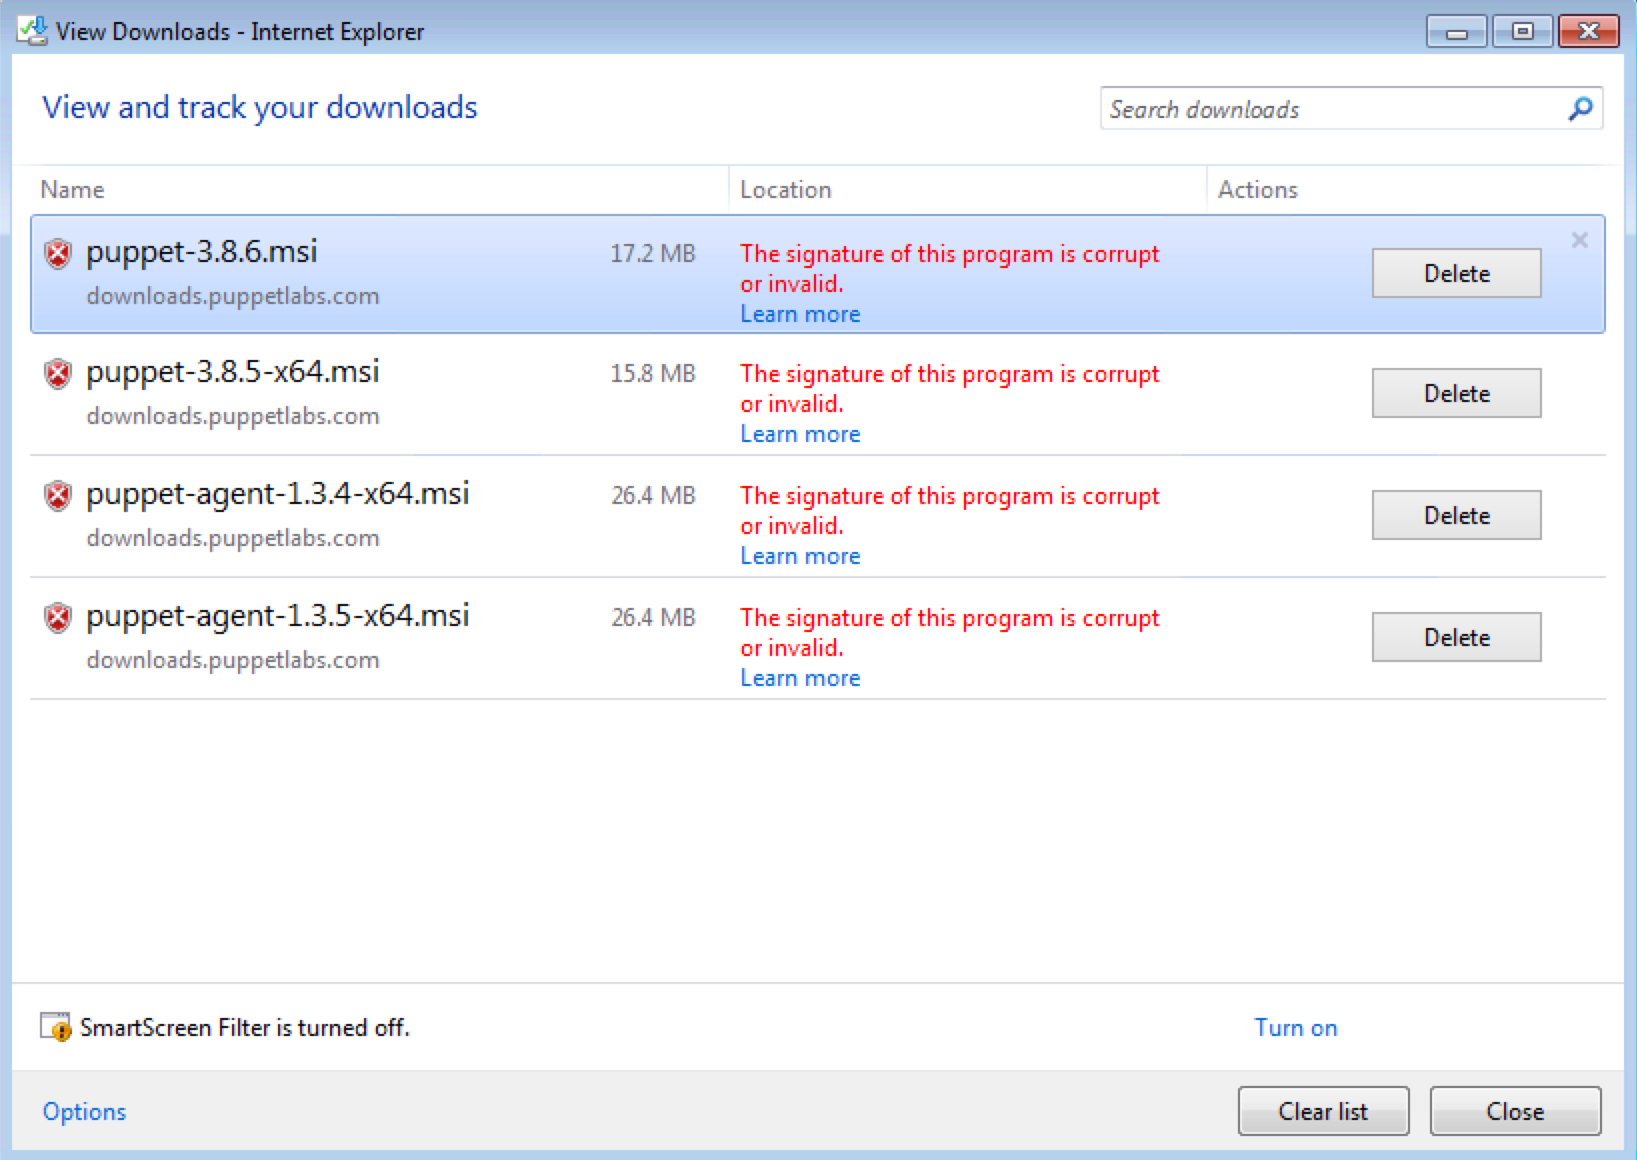 View Downloads - Internet Explorer
View and track your downloads
Search downloads
Name Location Actions
puppet-3.8.6.msi 17.2 MB The signature of this program is corrupt
or invalid.
downloads.puppetlabs.com
Learn more
Delete
puppet-3.8.5-x64.msi 15.8 MB The signature of this program is corrupt
or invalid.
downloads.puppetlabs.com
Learn more
Delete
puppet-agent-1.3.4-x64.msi 26.4 MB The signature of this program is corrupt
or invalid.
downloads.puppetlabs.com
Learn more
Delete
puppet-agent-1.3.5-x64.msi 26.4 MB The signature of this program is corrupt
or invalid.
downloads.puppetlabs.com
Learn more
Delete
SmartScreen Filter is turned off. Turn on
Options Clear list Close